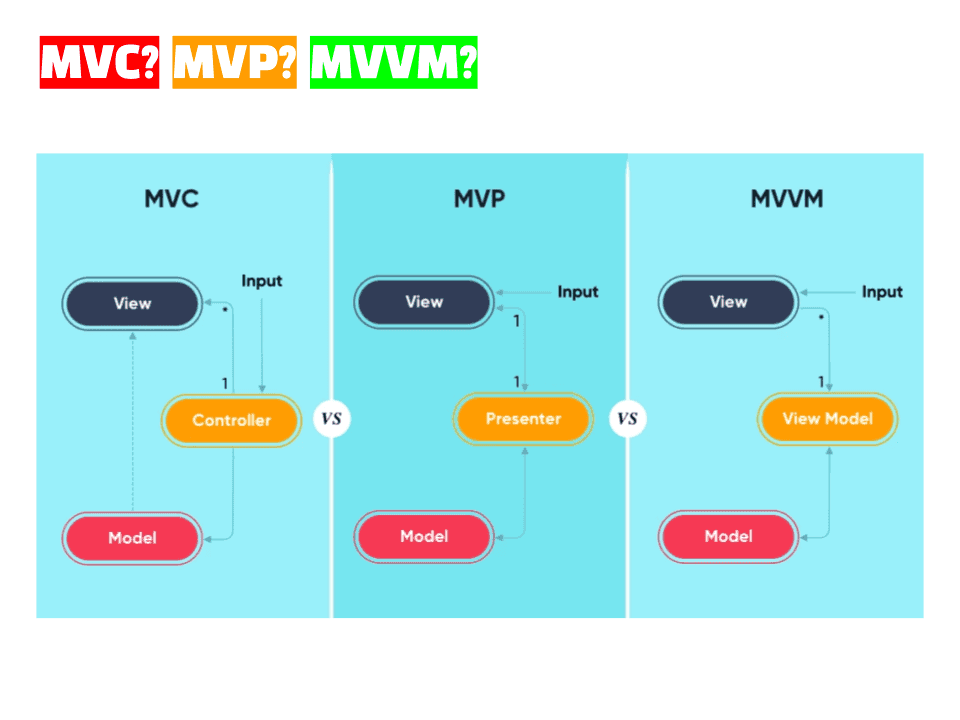 MVC? MVP? MVVM?
MVC
Input
View
*
1
Controller
Model
VS
MVP
Input
View
1
1
Presenter
Model
VS
MVVM
Input
View
*
1
View Model
Model